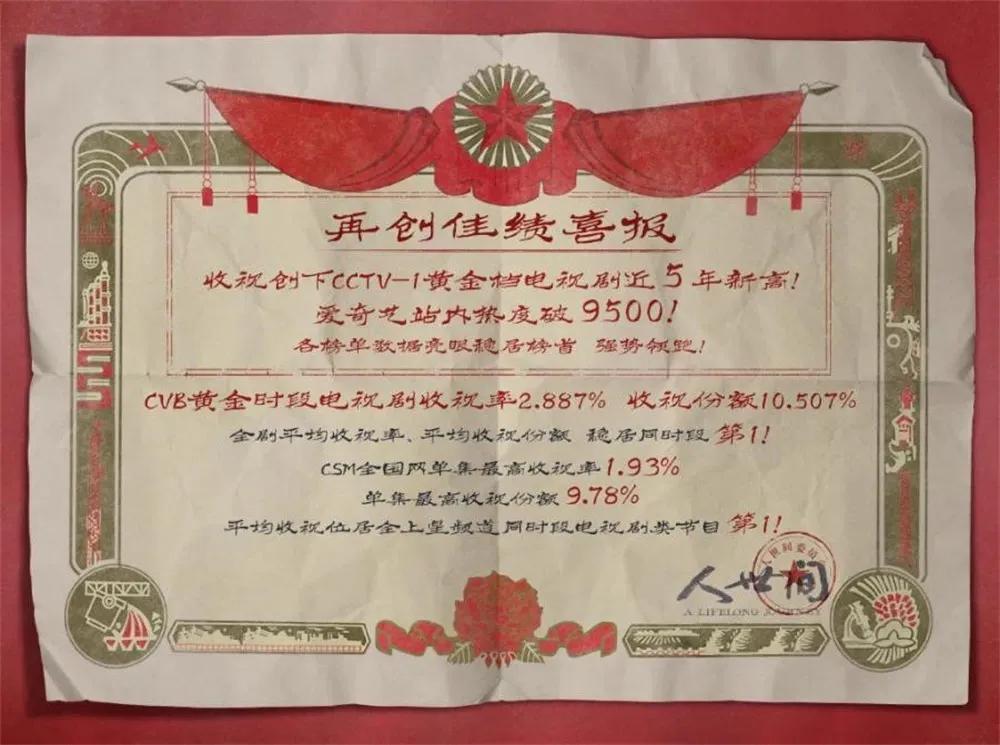 再创佳绩喜报
收视创下CCTV-1黄金档电视剧近5年新高!
爱奇艺站内热度破9500!
各榜单数据亮眼稳居榜首 强势领跑!
CVB黄金时段电视剧收视率2.887% 收视份额10.507%
全剧平均收视率、平均收视份额 稳居同时段第1!
CSM全国网单集最高收视率1.93%
单集最高收视份额9.78%
平均收视位居全上星频道同时段电视剧类节目第1!
人世间
A LIFELONG JOURNEY